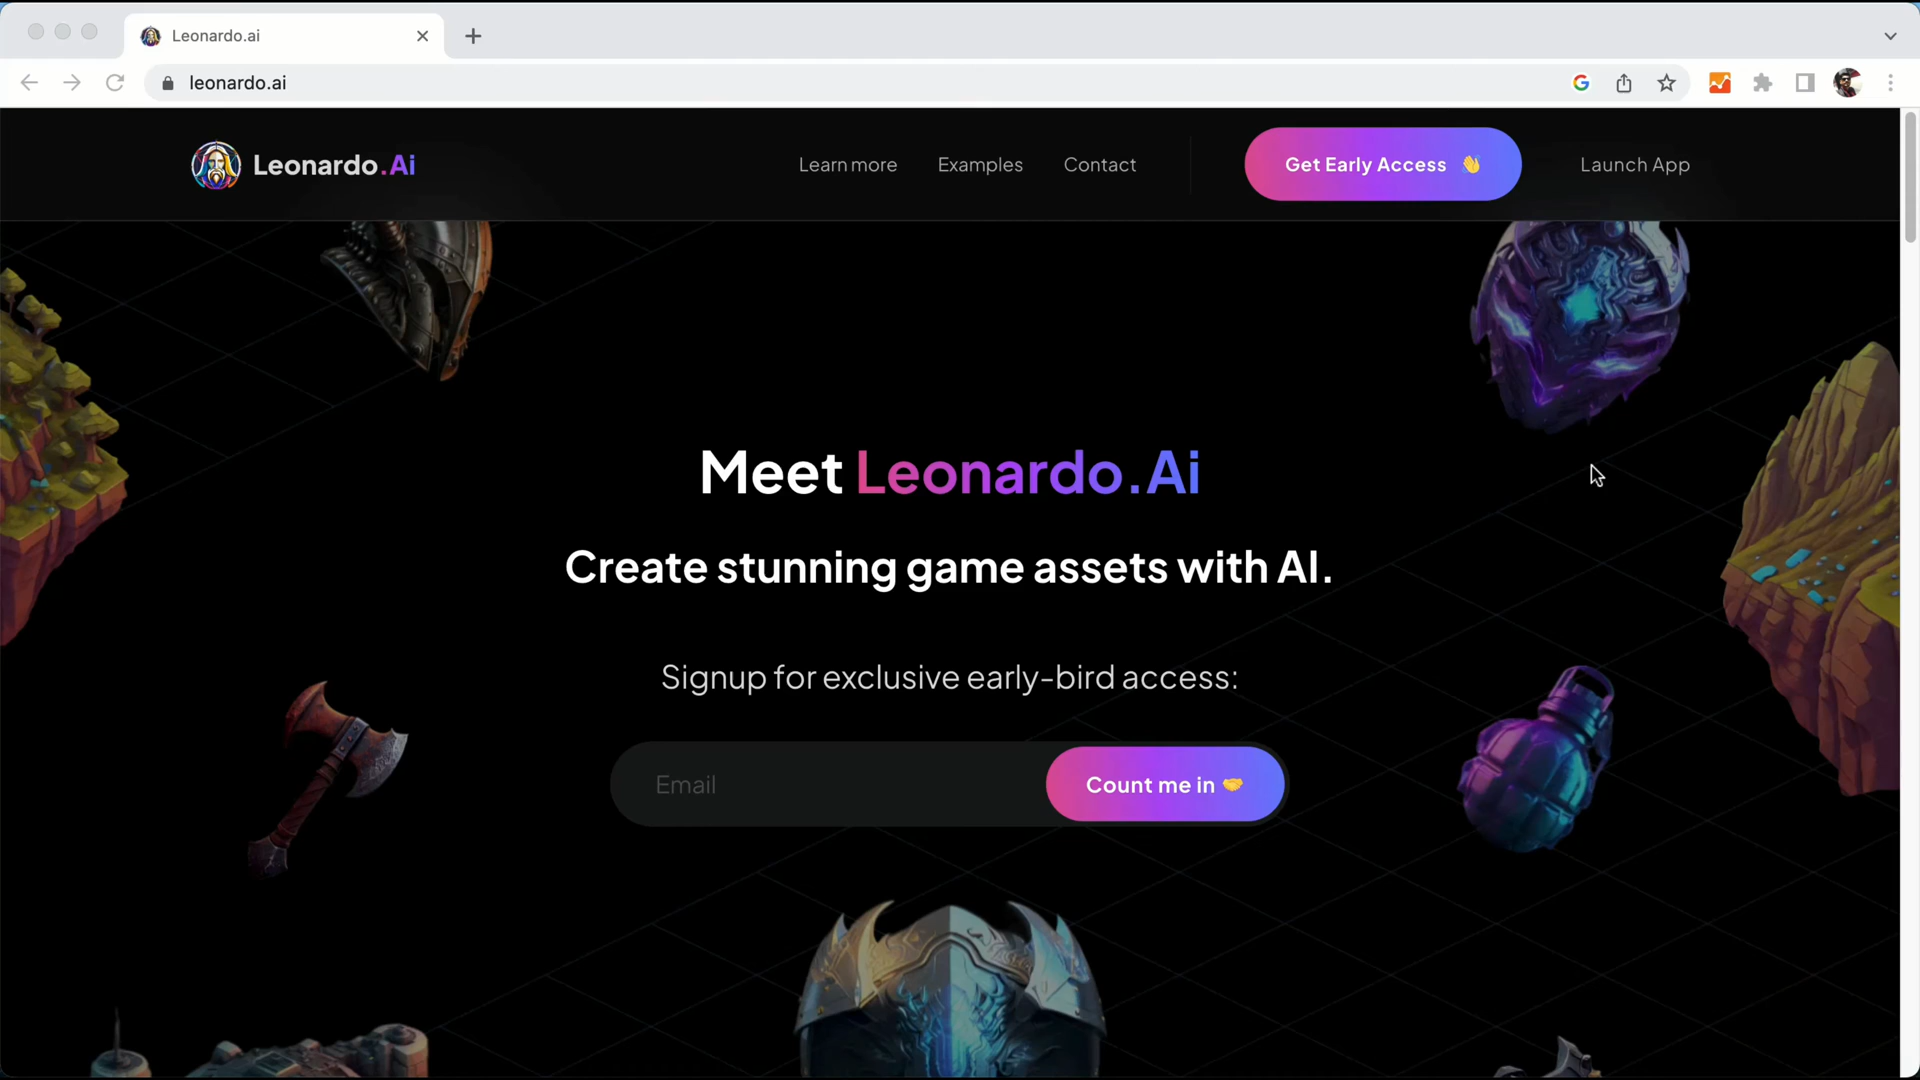 Leonardo.ai
leonardo.ai
Leonardo.Ai
Learn more
Examples
Contact
Get Early Access 👋
Launch App
Meet Leonardo.Ai
Create stunning game assets with AI.
Signup for exclusive early-bird access:
Email
Count me in 🤝